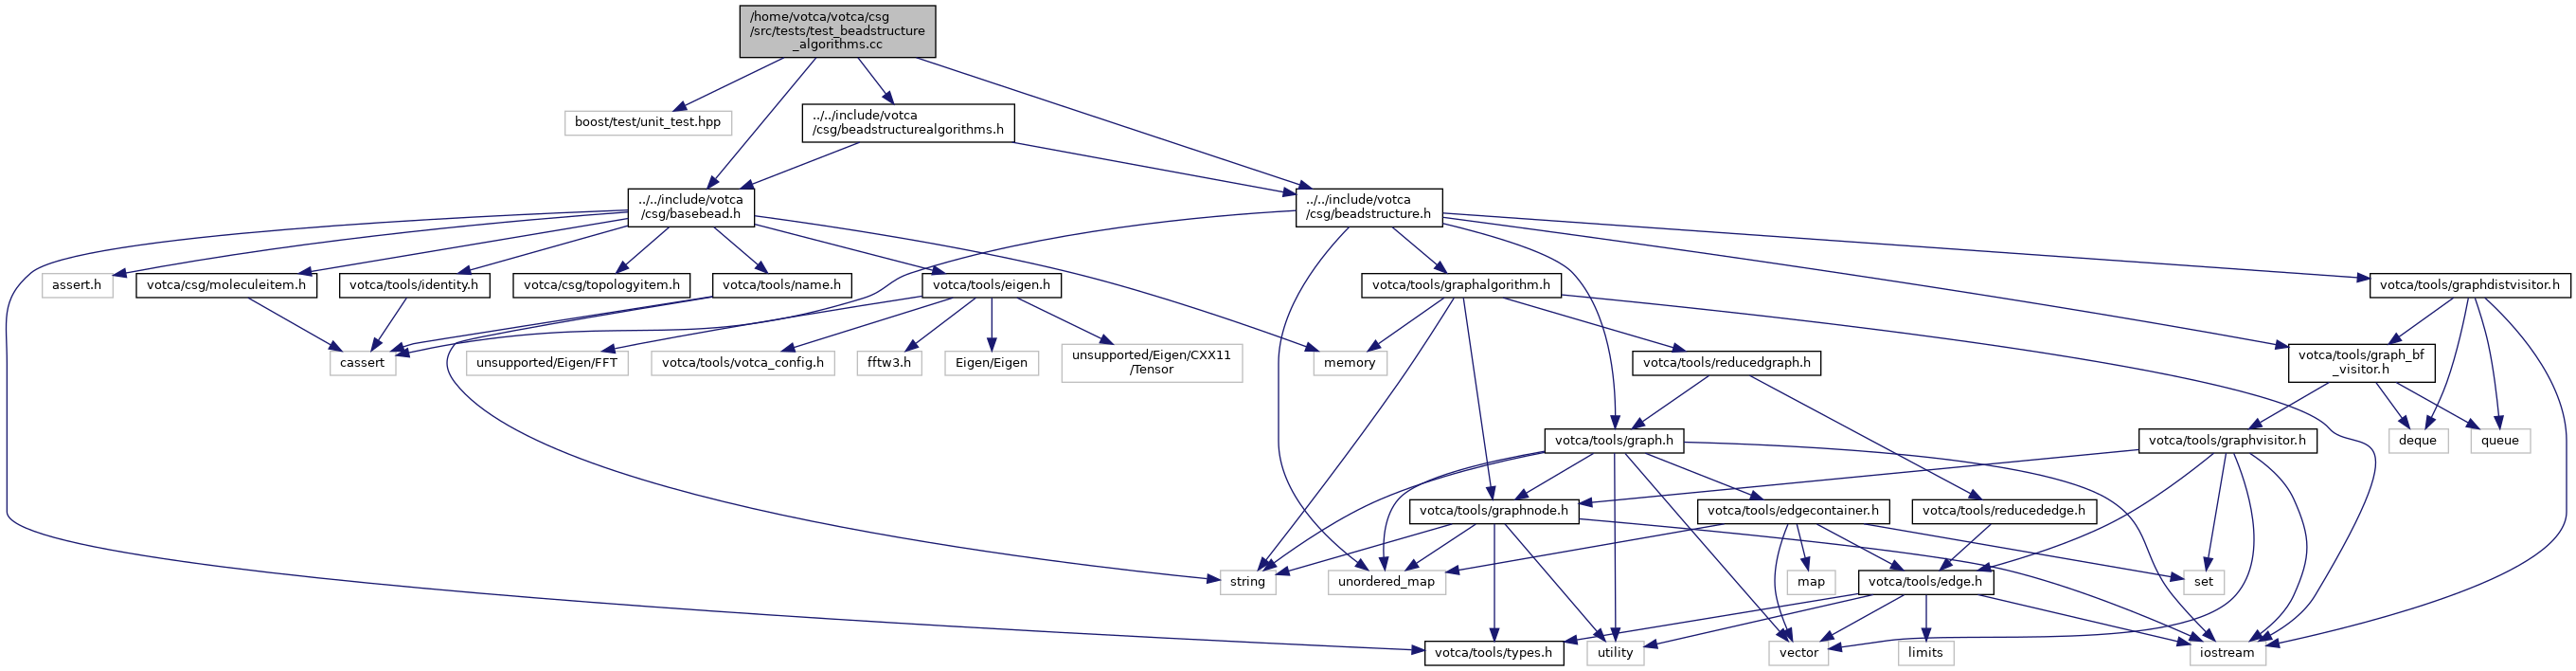 /home/votca/votca/csg
/src/tests/test_beadstructure
_algorithms.cc
boost/test/unit_test.hpp
../../include/votca
/csg/beadstructurealgorithms.h
../../include/votca
/csg/basebead.h
../../include/votca
/csg/beadstructure.h
assert.h
votca/csg/moleculeitem.h
votca/tools/identity.h
votca/csg/topologyitem.h
votca/tools/name.h
votca/tools/eigen.h
votca/tools/graphalgorithm.h
votca/tools/graphdistvisitor.h
cassert
unsupported/Eigen/FFT
votca/tools/votca_config.h
fftw3.h
Eigen/Eigen
unsupported/Eigen/CXX11
/Tensor
memory
votca/tools/reducedgraph.h
votca/tools/graph_bf
_visitor.h
votca/tools/graph.h
votca/tools/graphvisitor.h
deque
queue
votca/tools/graphnode.h
votca/tools/edgecontainer.h
votca/tools/reducededge.h
string
unordered_map
map
votca/tools/edge.h
set
votca/tools/types.h
utility
vector
limits
iostream